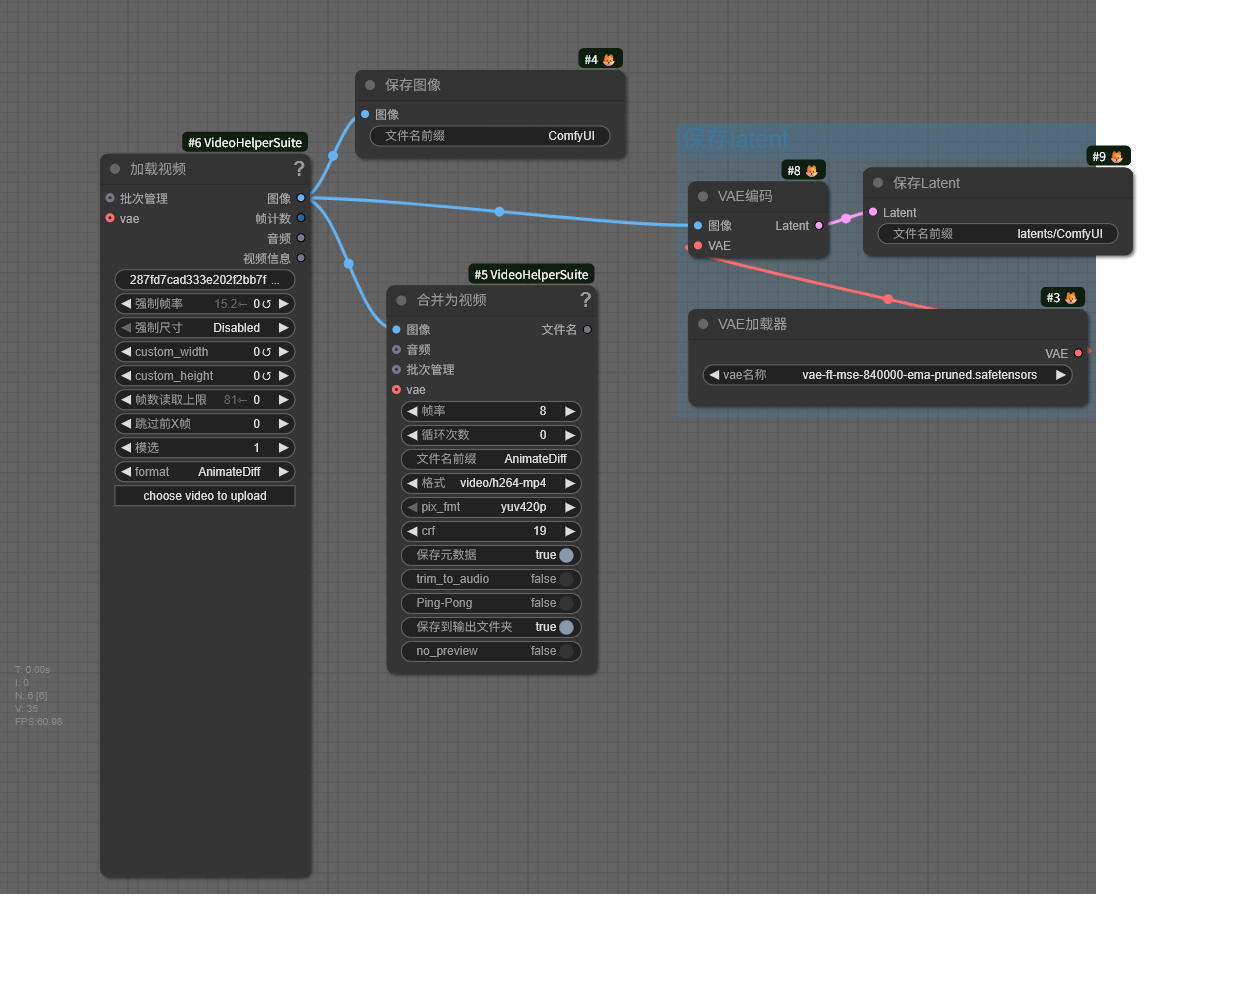 #4
保存图像
图像
文件名前缀 ComfyUI
#6 VideoHelperSuite
加载视频 ?
批次管理 图像
vae 帧计数
音频
视频信息
287fd7cad333e202f2bb7f ...
强制帧率 15.2← 0↺
强制尺寸 Disabled
custom_width 0↺
custom_height 0↺
帧数读取上限 81← 0
跳过前X帧 0
模选 1
format AnimateDiff
choose video to upload
#5 VideoHelperSuite
合并为视频 ?
图像 文件名
音频
批次管理
vae
帧率 8
循环次数 0
文件名前缀 AnimateDiff
格式 video/h264-mp4
pix_fmt yuv420p
crf 19
保存元数据 true
trim_to_audio false
Ping-Pong false
保存到输出文件夹 true
no_preview false
保存latent
#8
VAE编码
图像 Latent
VAE
#9
保存Latent
Latent
文件名前缀 latents/ComfyUI
#3
VAE加载器
VAE
vae名称 vae-ft-mse-840000-ema-pruned.safetensors
T: 0.00s
I: 0
N: 6 [6]
V: 35
FPS:60.98